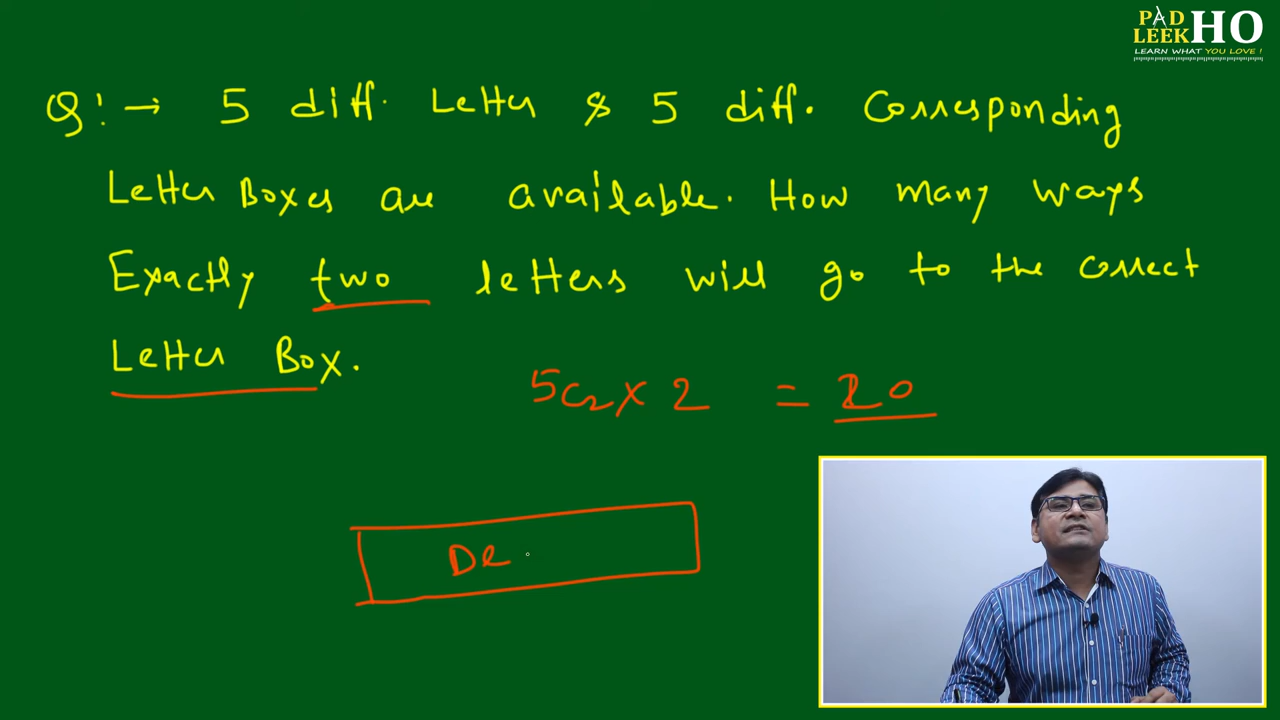 PAD
LEEK HO
LEARN WHAT YOU LOVE !
Q! → 5 diff. Letter & 5 diff. Corresponding
Letter Boxes are available. How many ways
Exactly two letters will go to the correct
Letter Box.
5C2 X 2 = 20
De